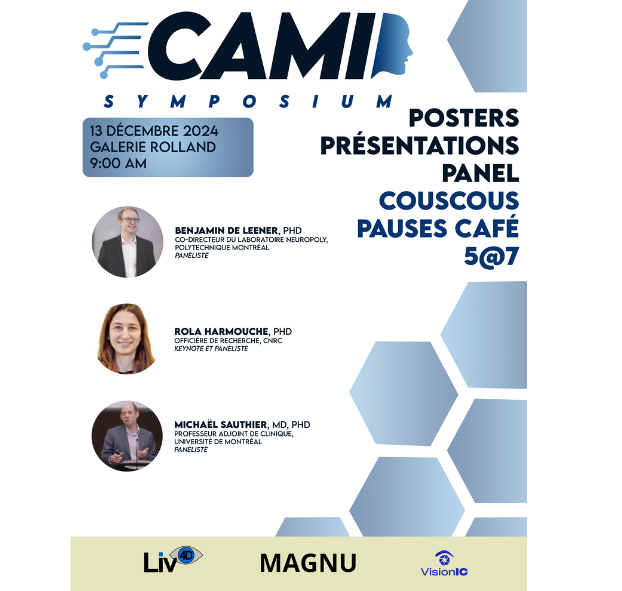 CAMI
SYMPOSIUM
13 DÉCEMBRE 2024
GALERIE ROLLAND
9:00 AM
POSTERS
PRÉSENTATIONS
PANEL
COUSCOUS
PAUSES CAFÉ
5@7
BENJAMIN DE LEENER, PHD
CO-DIRECTEUR DU LABORATOIRE NEUROPOLY,
POLYTECHNIQUE MONTRÉAL
PANELISTE
ROLA HARMOUCHE, PHD
OFFICIÈRE DE RECHERCHE, CNRC
KEYNOTE ET PANELISTE
MICHAËL SAUTHIER, MD, PHD
PROFESSEUR ADJOINT DE CLINIQUE,
UNIVERSITÉ DE MONTRÉAL
PANELISTE
Liv 4D
MAGNU
VisionIC